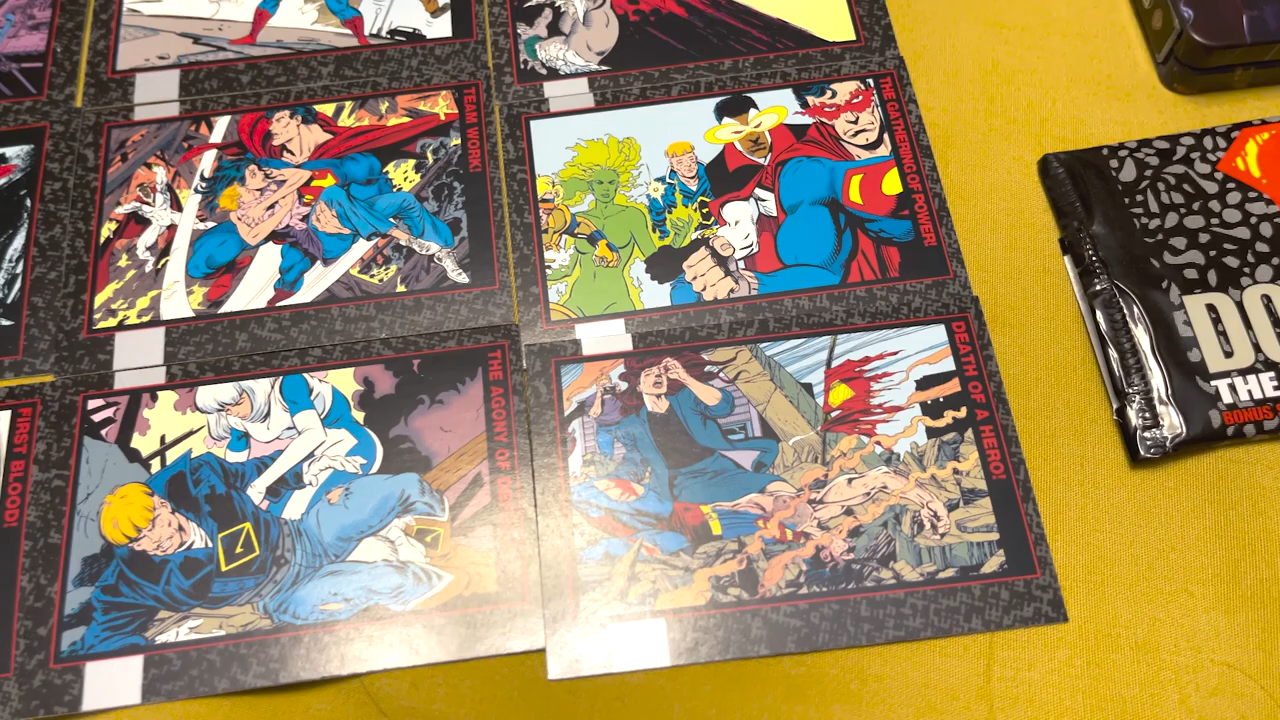 TEAM WORK!
THE GATHERING OF POWER!
FIRST BLOOD!
THE AGONY OF
DEATH OF A HERO!
THE
BONUS